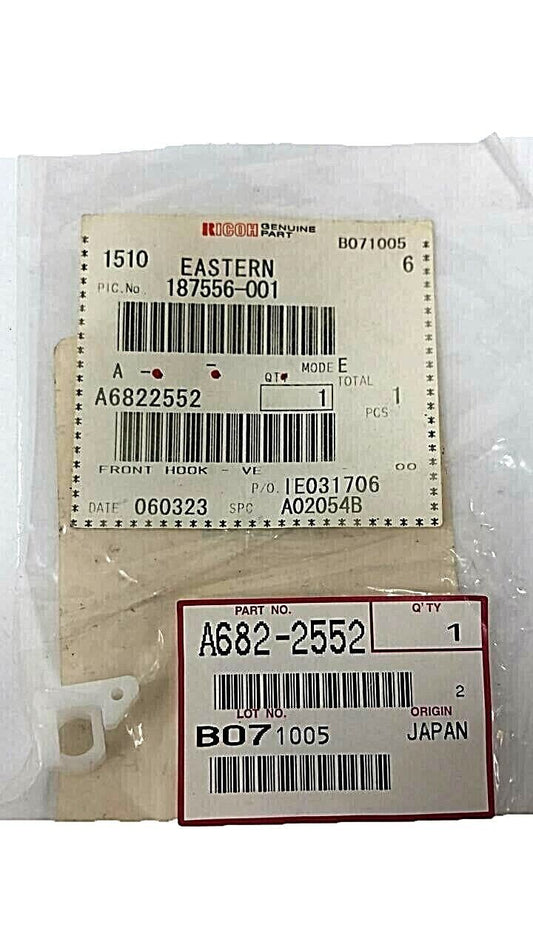 RICOH GENUINE PART
B071005
1510 EASTERN 6
PIC.No. 187556-001
A - -
MODE E
QT
TOTAL
A6822552 1 1
PCS
FRONT HOOK - VE - 00
P/O. IE031706
DATE 060323 SPC A02054B
PART NO. Q'TY
A682-2552 1
2
LOT NO. ORIGIN
B071005 JAPAN